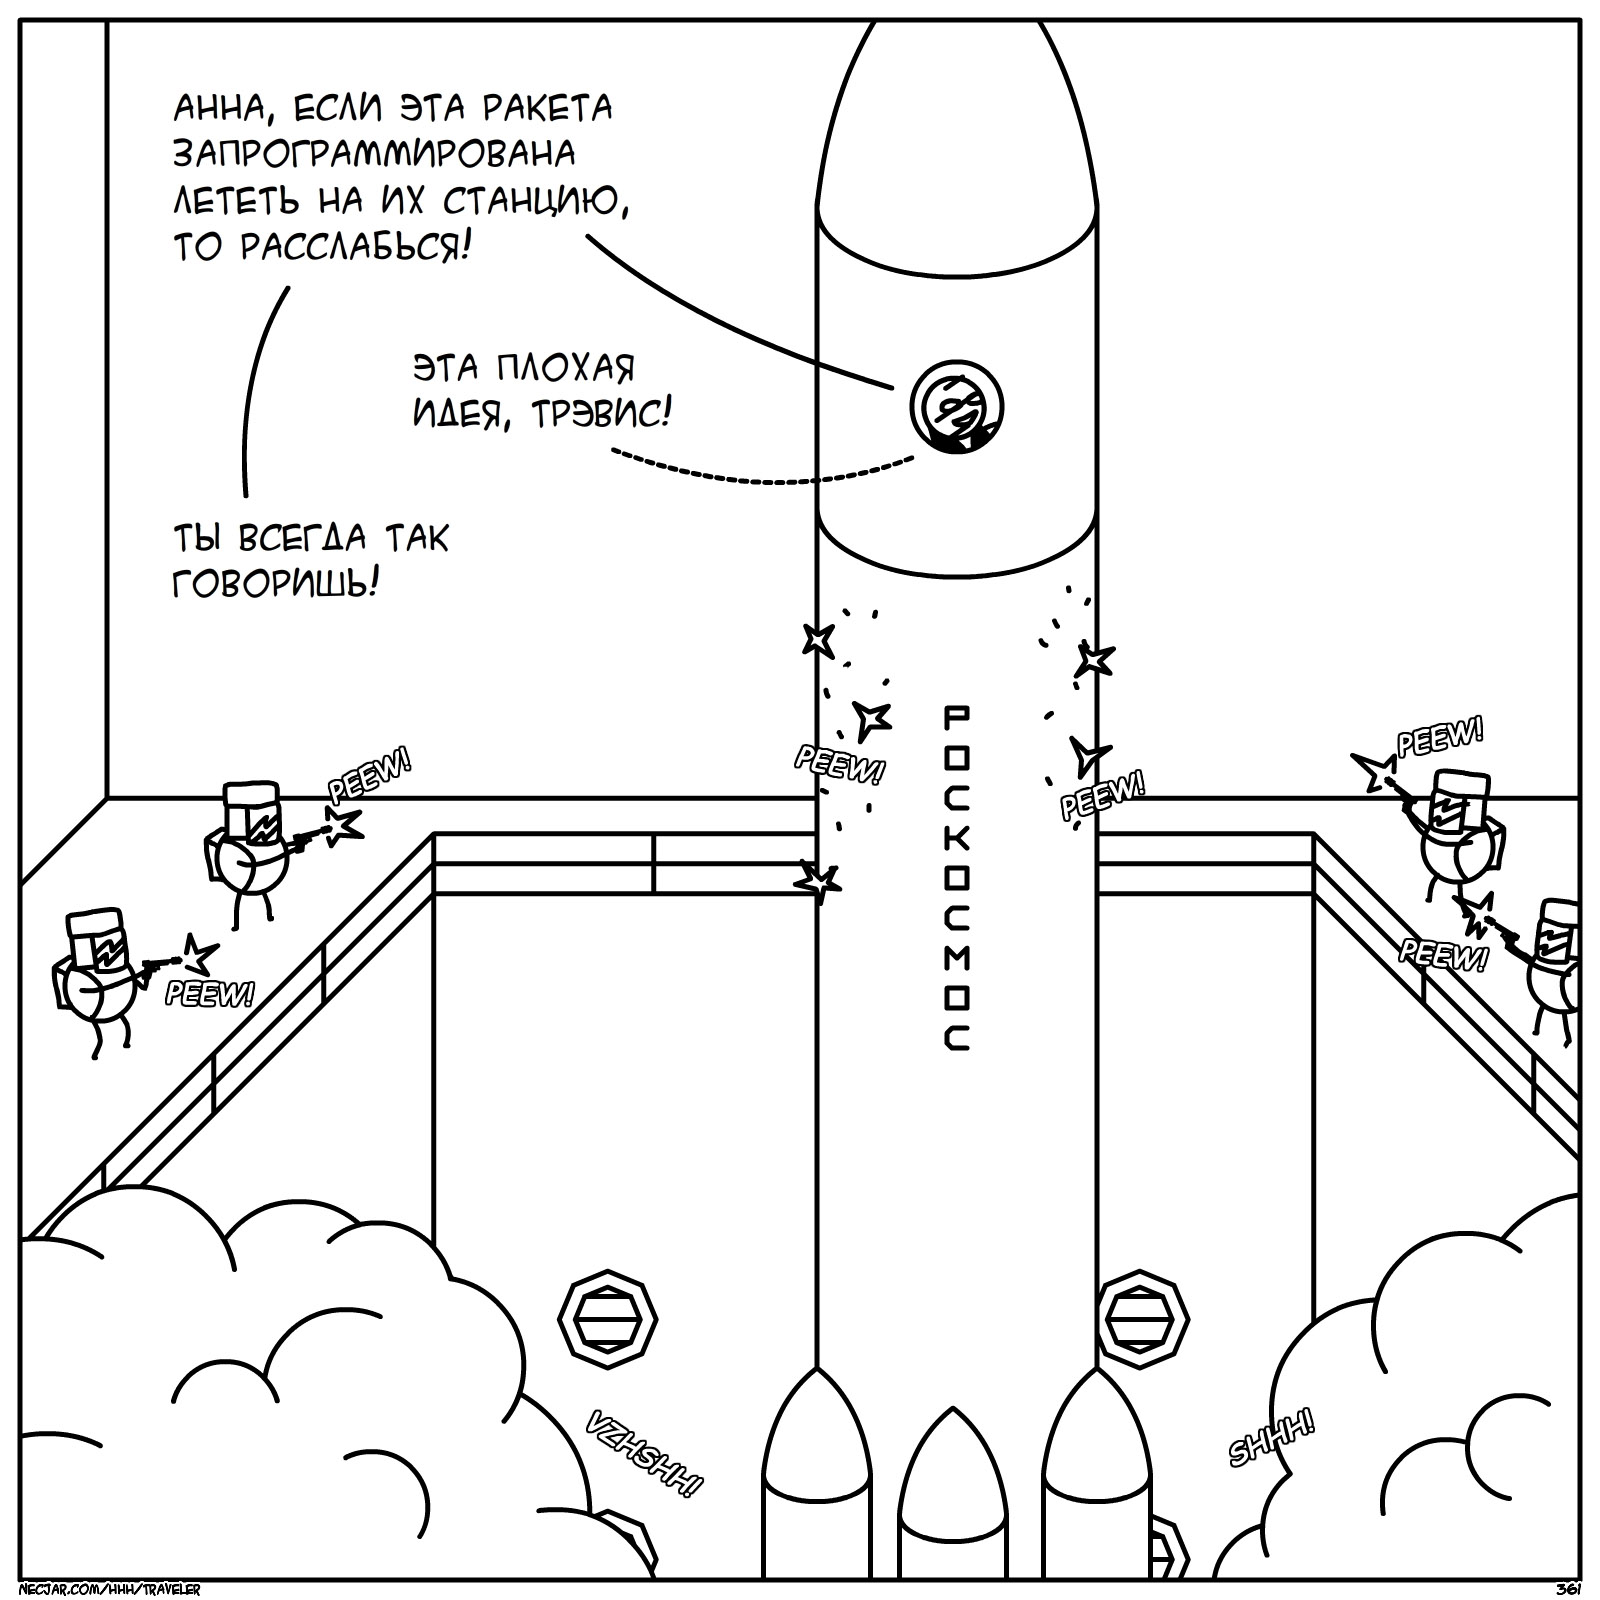 АННА, ЕСЛИ ЭТА РАКЕТА
ЗАПРОГРАММИРОВАНА
ЛЕТЕТЬ НА ИХ СТАНЦИЮ,
ТО РАССЛАБЬСЯ!
ЭТА ПЛОХАЯ
ИДЕЯ, ТРЭВИС!
ТЫ ВСЕГДА ТАК
ГОВОРИШЬ!
РОСКОСМОС
PEEW!
PEEW!
PEEW!
PEEW!
PEEW!
PEEW!
VZHSHH!
SHHH!
NECJAR.COM/HHH/TRAVELER
361